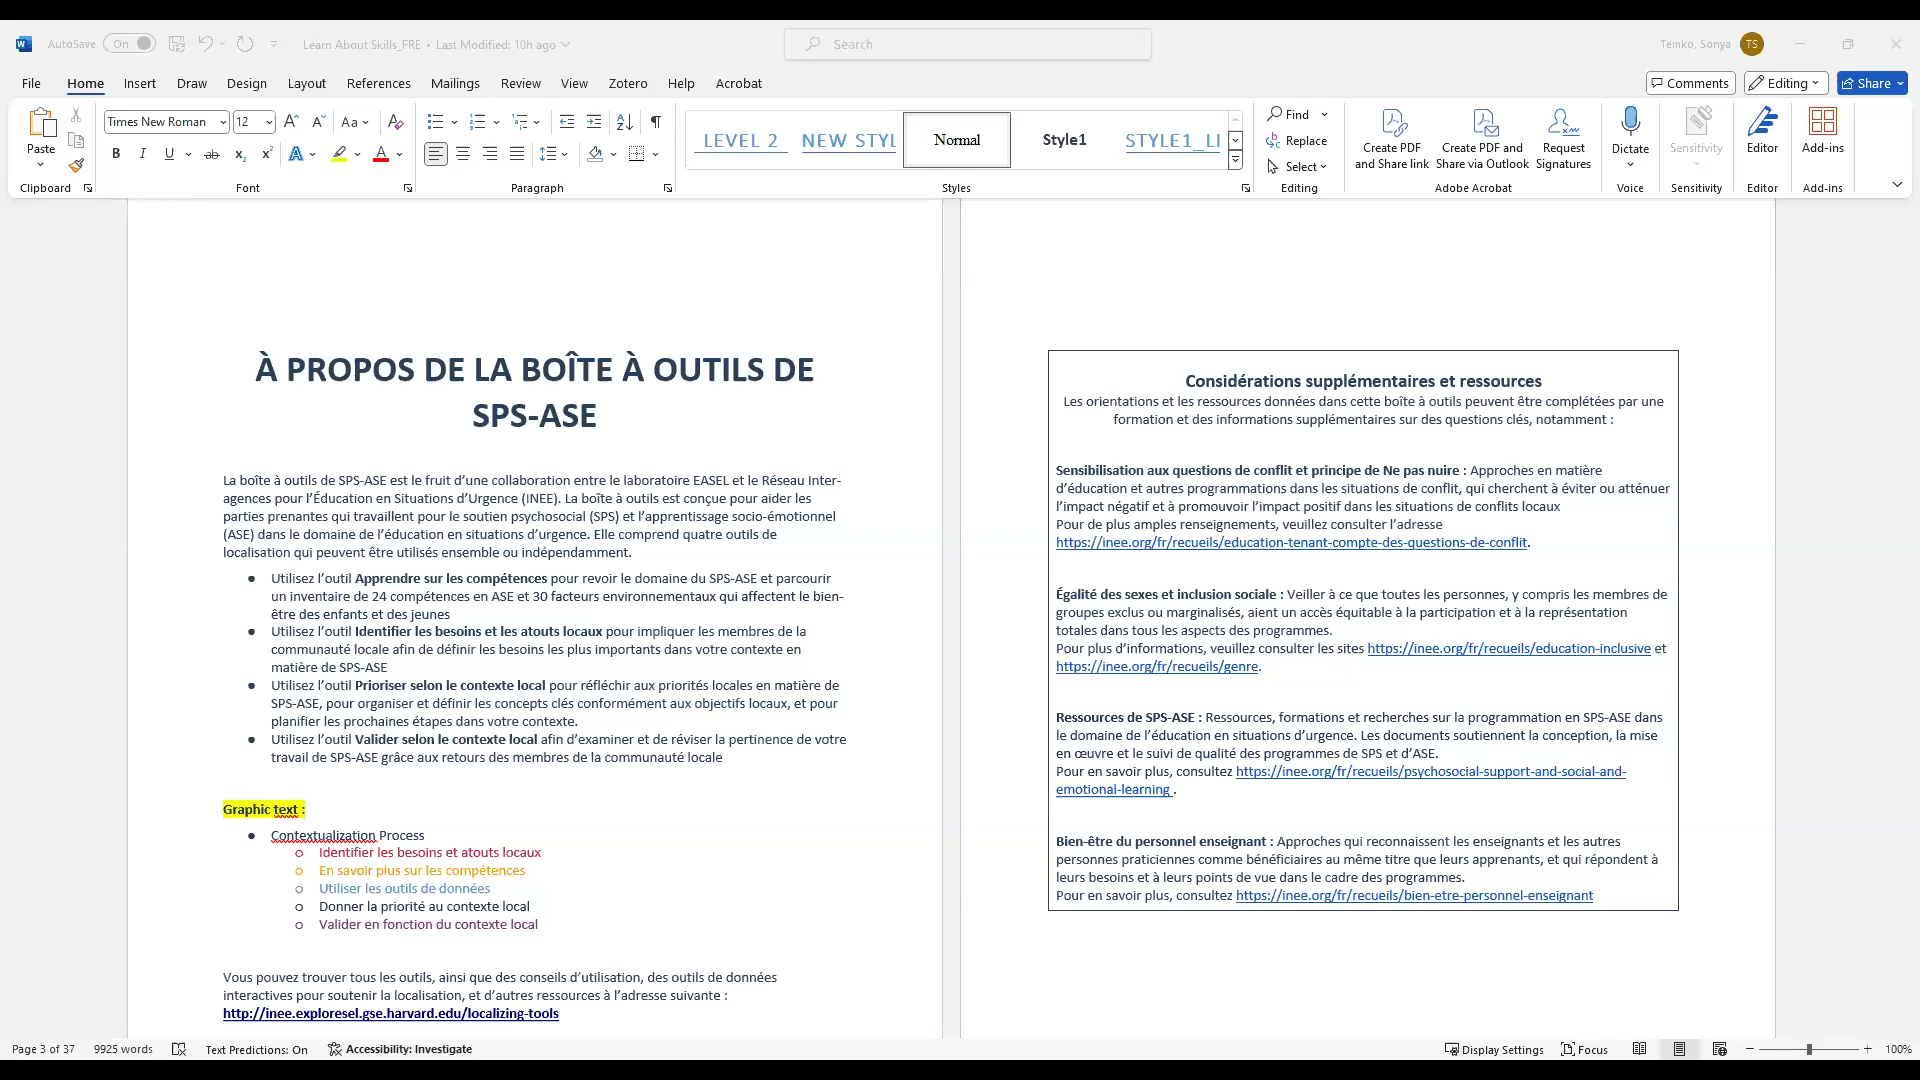 AutoSave On Learn About Skills_FRE • Last Modified: 10h ago Search Temko, Sonya TS
File Home Insert Draw Design Layout References Mailings Review View Zotero Help Acrobat Comments Editing Share
Paste
Clipboard
Times New Roman 12
Font
Paragraph
LEVEL 2 NEW STYL Normal Style1 STYLE1_LI
Styles
Find
Replace
Select
Editing
Create PDF and Share link
Create PDF and Share via Outlook
Request Signatures
Adobe Acrobat
Dictate
Voice
Sensitivity
Sensitivity
Editor
Editor
Add-ins
Add-ins
À PROPOS DE LA BOÎTE À OUTILS DE
SPS-ASE
La boîte à outils de SPS-ASE est le fruit d’une collaboration entre le laboratoire EASEL et le Réseau Inter-
agences pour l’Éducation en Situations d’Urgence (INEE). La boîte à outils est conçue pour aider les
parties prenantes qui travaillent pour le soutien psychosocial (SPS) et l’apprentissage socio-émotionnel
(ASE) dans le domaine de l’éducation en situations d’urgence. Elle comprend quatre outils de
localisation qui peuvent être utilisés ensemble ou indépendamment.
● Utilisez l’outil Apprendre sur les compétences pour revoir le domaine du SPS-ASE et parcourir
un inventaire de 24 compétences en ASE et 30 facteurs environnementaux qui affectent le bien-
être des enfants et des jeunes
● Utilisez l’outil Identifier les besoins et les atouts locaux pour impliquer les membres de la
communauté locale afin de définir les besoins les plus importants dans votre contexte en
matière de SPS-ASE
● Utilisez l’outil Prioriser selon le contexte local pour réfléchir aux priorités locales en matière de
SPS-ASE, pour organiser et définir les concepts clés conformément aux objectifs locaux, et pour
planifier les prochaines étapes dans votre contexte.
● Utilisez l’outil Valider selon le contexte local afin d’examiner et de réviser la pertinence de votre
travail de SPS-ASE grâce aux retours des membres de la communauté locale
Graphic text :
● Contextualization Process
o Identifier les besoins et atouts locaux
o En savoir plus sur les compétences
o Utiliser les outils de données
o Donner la priorité au contexte local
o Valider en fonction du contexte local
Vous pouvez trouver tous les outils, ainsi que des conseils d’utilisation, des outils de données
interactives pour soutenir la localisation, et d’autres ressources à l’adresse suivante :
http://inee.exploresel.gse.harvard.edu/localizing-tools
Considérations supplémentaires et ressources
Les orientations et les ressources données dans cette boîte à outils peuvent être complétées par une
formation et des informations supplémentaires sur des questions clés, notamment :
Sensibilisation aux questions de conflit et principe de Ne pas nuire : Approches en matière
d’éducation et autres programmations dans les situations de conflit, qui cherchent à éviter ou atténuer
l’impact négatif et à promouvoir l’impact positif dans les situations de conflits locaux
Pour de plus amples renseignements, veuillez consulter l’adresse
https://inee.org/fr/recueils/education-tenant-compte-des-questions-de-conflit.
Égalité des sexes et inclusion sociale : Veiller à ce que toutes les personnes, y compris les membres de
groupes exclus ou marginalisés, aient un accès équitable à la participation et à la représentation
totales dans tous les aspects des programmes.
Pour plus d’informations, veuillez consulter les sites https://inee.org/fr/recueils/education-inclusive et
https://inee.org/fr/recueils/genre.
Ressources de SPS-ASE : Ressources, formations et recherches sur la programmation en SPS-ASE dans
le domaine de l’éducation en situations d’urgence. Les documents soutiennent la conception, la mise
en œuvre et le suivi de qualité des programmes de SPS et d’ASE.
Pour en savoir plus, consultez https://inee.org/fr/recueils/psychosocial-support-and-social-and-
emotional-learning .
Bien-être du personnel enseignant : Approches qui reconnaissent les enseignants et les autres
personnes praticiennes comme bénéficiaires au même titre que leurs apprenants, et qui répondent à
leurs besoins et à leurs points de vue dans le cadre des programmes.
Pour en savoir plus, consultez https://inee.org/fr/recueils/bien-etre-personnel-enseignant
Page 3 of 37 9925 words Text Predictions: On Accessibility: Investigate Display Settings Focus 100%